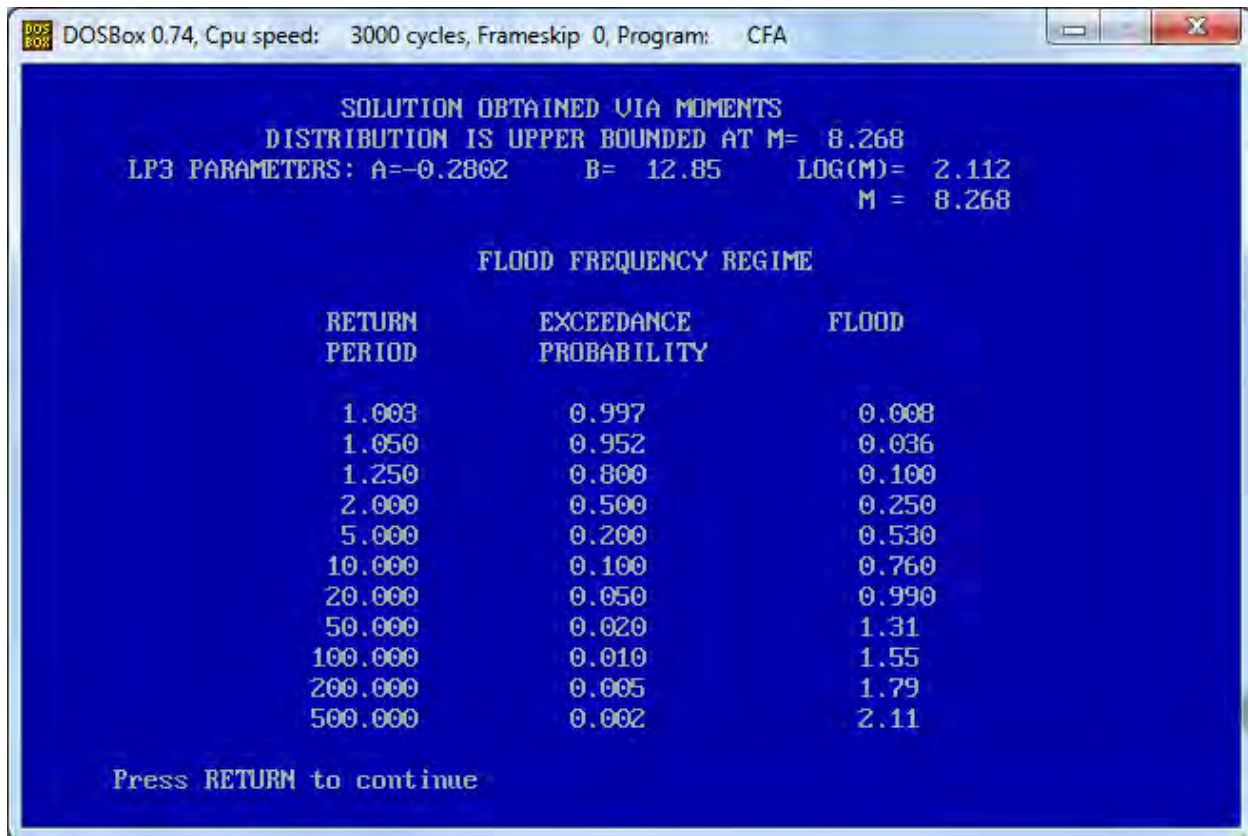 DOS BOX DOSBox 0.74, Cpu speed: 3000 cycles, Frameskip 0, Program: CFA
SOLUTION OBTAINED VIA MOMENTS
DISTRIBUTION IS UPPER BOUNDED AT M= 8.268
LP3 PARAMETERS: A=-0.2802 B= 12.85 LOG(M)= 2.112
M = 8.268
FLOOD FREQUENCY REGIME
RETURN EXCEEDANCE FLOOD
PERIOD PROBABILITY
1.003 0.997 0.008
1.050 0.952 0.036
1.250 0.800 0.100
2.000 0.500 0.250
5.000 0.200 0.530
10.000 0.100 0.760
20.000 0.050 0.990
50.000 0.020 1.31
100.000 0.010 1.55
200.000 0.005 1.79
500.000 0.002 2.11
Press RETURN to continue